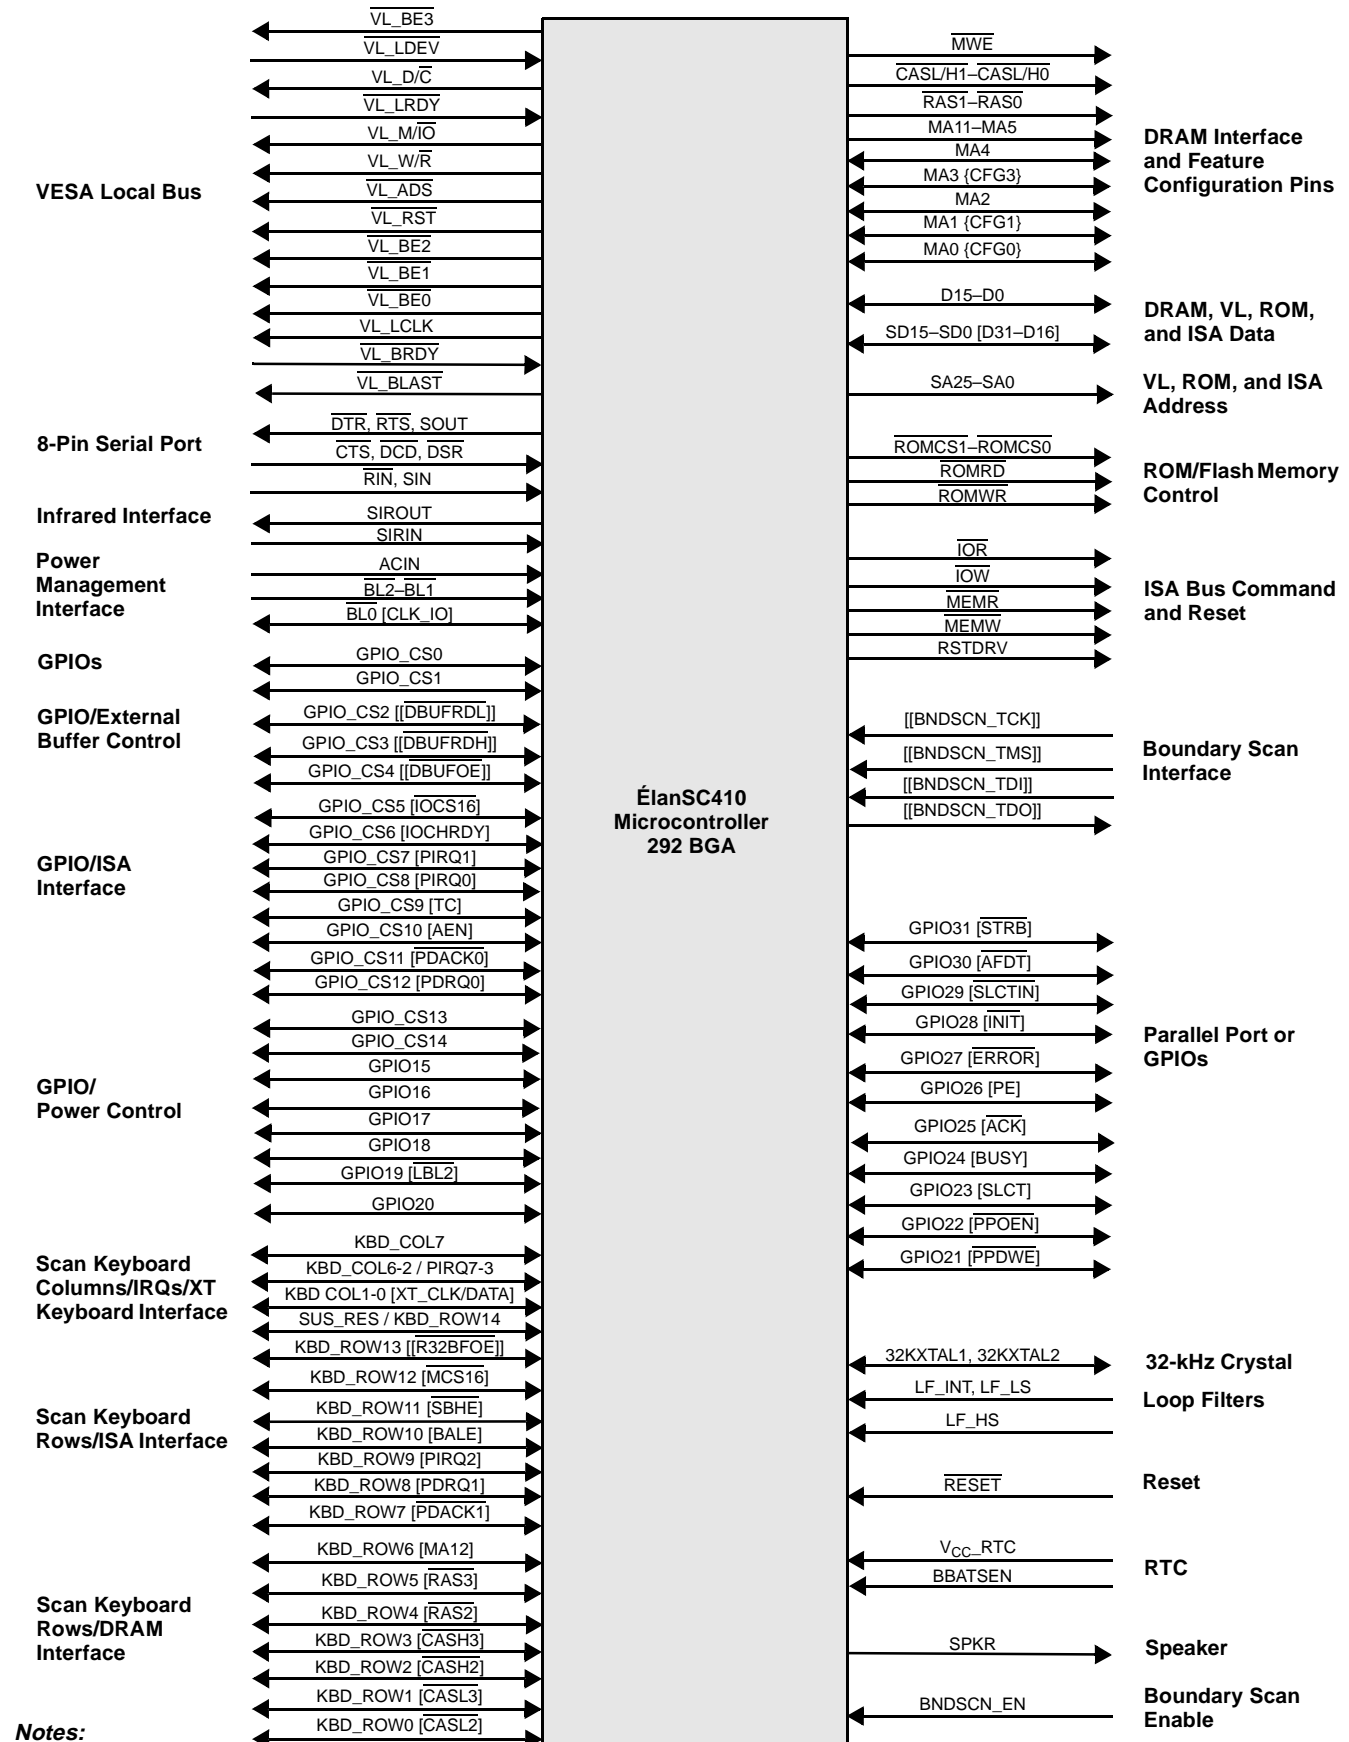 VL_BE3
VL_LDEV
VL_D/C
VL_LRDY
VL_M/IO
VL_W/R
VESA Local Bus
VL_ADS
VL_RST
VL_BE2
VL_BE1
VL_BE0
VL_LCLK
VL_BRDY
VL_BLAST
8-Pin Serial Port
DTR, RTS, SOUT
CTS, DCD, DSR
RIN, SIN
Infrared Interface
SIROUT
SIRIN
Power
Management
Interface
ACIN
BL2–BL1
BL0 [CLK_IO]
GPIOs
GPIO_CS0
GPIO_CS1
GPIO/External
Buffer Control
GPIO_CS2 [[DBUFRDL]]
GPIO_CS3 [[DBUFRDH]]
GPIO_CS4 [[DBUFOE]]
GPIO/ISA
Interface
GPIO_CS5 [IOCS16]
GPIO_CS6 [IOCHRDY]
GPIO_CS7 [PIRQ1]
GPIO_CS8 [PIRQ0]
GPIO_CS9 [TC]
GPIO_CS10 [AEN]
GPIO_CS11 [PDACK0]
GPIO_CS12 [PDRQ0]
GPIO/
Power Control
GPIO_CS13
GPIO_CS14
GPIO15
GPIO16
GPIO17
GPIO18
GPIO19 [LBL2]
GPIO20
Scan Keyboard
Columns/IRQs/XT
Keyboard Interface
KBD_COL7
KBD_COL6-2 / PIRQ7-3
KBD COL1-0 [XT_CLK/DATA]
SUS_RES / KBD_ROW14
KBD_ROW13 [[R32BFOE]]
Scan Keyboard
Rows/ISA Interface
KBD_ROW12 [MCS16]
KBD_ROW11 [SBHE]
KBD_ROW10 [BALE]
KBD_ROW9 [PIRQ2]
KBD_ROW8 [PDRQ1]
KBD_ROW7 [PDACK1]
Scan Keyboard
Rows/DRAM
Interface
KBD_ROW6 [MA12]
KBD_ROW5 [RAS3]
KBD_ROW4 [RAS2]
KBD_ROW3 [CASH3]
KBD_ROW2 [CASH2]
KBD_ROW1 [CASL3]
KBD_ROW0 [CASL2]
Notes:
ÉlanSC410
Microcontroller
292 BGA
MWE
CASL/H1–CASL/H0
RAS1–RAS0
MA11–MA5
MA4
MA3 {CFG3}
MA2
MA1 {CFG1}
MA0 {CFG0}
DRAM Interface
and Feature
Configuration Pins
D15–D0
SD15–SD0 [D31–D16]
DRAM, VL, ROM,
and ISA Data
SA25–SA0
VL, ROM, and ISA
Address
ROMCS1–ROMCS0
ROMRD
ROMWR
ROM/Flash Memory
Control
IOR
IOW
MEMR
MEMW
RSTDRV
ISA Bus Command
and Reset
[[BNDSCN_TCK]]
[[BNDSCN_TMS]]
[[BNDSCN_TDI]]
[[BNDSCN_TDO]]
Boundary Scan
Interface
GPIO31 [STRB]
GPIO30 [AFDT]
GPIO29 [SLCTIN]
GPIO28 [INIT]
GPIO27 [ERROR]
GPIO26 [PE]
GPIO25 [ACK]
GPIO24 [BUSY]
GPIO23 [SLCT]
GPIO22 [PPOEN]
GPIO21 [PPDWE]
Parallel Port or
GPIOs
32KXTAL1, 32KXTAL2
32-kHz Crystal
LF_INT, LF_LS
LF_HS
Loop Filters
RESET
Reset
VCC_RTC
BBATSEN
RTC
SPKR
Speaker
BNDSCN_EN
Boundary Scan
Enable